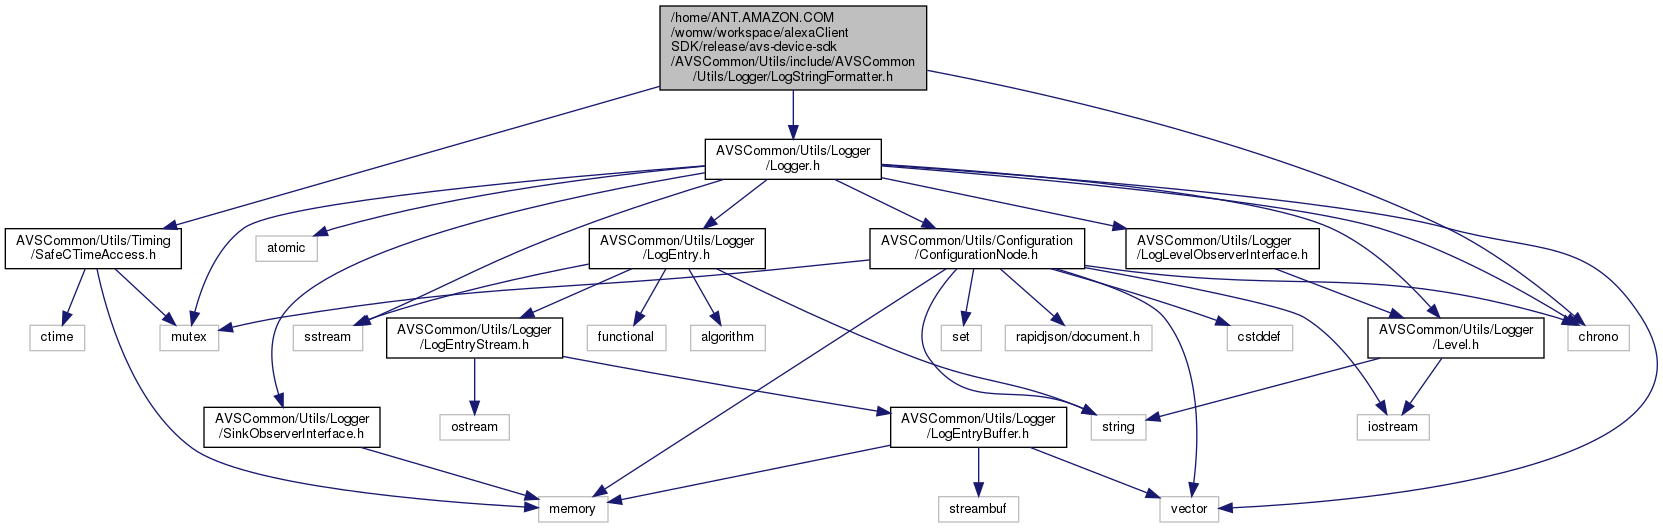 /home/ANT.AMAZON.COM
/womw/workspace/alexaClient
SDK/release/avs-device-sdk
/AVSCommon/Utils/include/AVSCommon
/Utils/Logger/LogStringFormatter.h
AVSCommon/Utils/Logger
/Logger.h
AVSCommon/Utils/Timing
/SafeCTimeAccess.h
atomic
AVSCommon/Utils/Logger
/LogEntry.h
AVSCommon/Utils/Configuration
/ConfigurationNode.h
AVSCommon/Utils/Logger
/LogLevelObserverInterface.h
ctime
mutex
sstream
AVSCommon/Utils/Logger
/LogEntryStream.h
functional
algorithm
set
rapidjson/document.h
cstddef
AVSCommon/Utils/Logger
/Level.h
chrono
AVSCommon/Utils/Logger
/SinkObserverInterface.h
ostream
AVSCommon/Utils/Logger
/LogEntryBuffer.h
string
iostream
memory
streambuf
vector